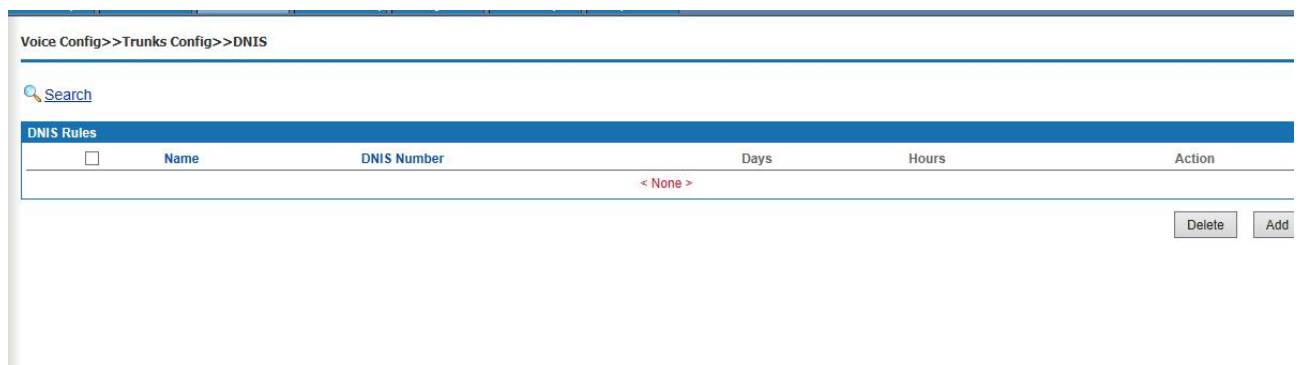 Voice Config>>Trunks Config>>DNIS
Search
DNIS Rules
Name DNIS Number Days Hours Action
< None >
Delete Add